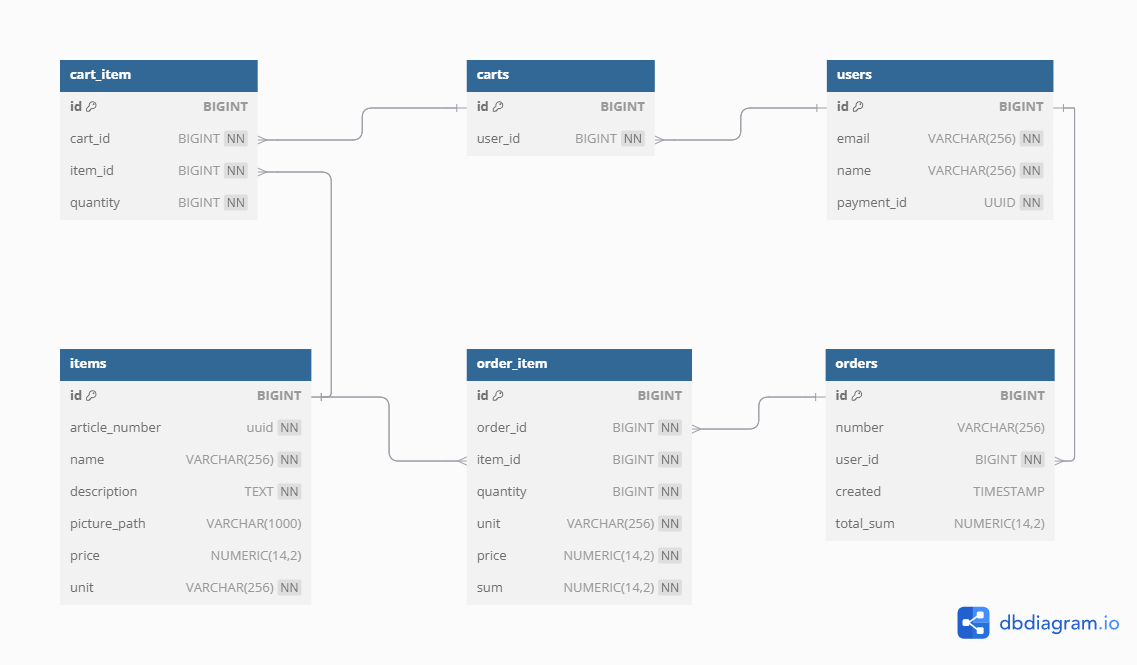 cart_item
id BIGINT
cart_id BIGINT NN
item_id BIGINT NN
quantity BIGINT NN
carts
id BIGINT
user_id BIGINT NN
users
id BIGINT
email VARCHAR(256) NN
name VARCHAR(256) NN
payment_id UUID NN
items
id BIGINT
article_number uuid NN
name VARCHAR(256) NN
description TEXT NN
picture_path VARCHAR(1000)
price NUMERIC(14,2)
unit VARCHAR(256) NN
order_item
id BIGINT
order_id BIGINT NN
item_id BIGINT NN
quantity BIGINT NN
unit VARCHAR(256) NN
price NUMERIC(14,2) NN
sum NUMERIC(14,2) NN
orders
id BIGINT
number VARCHAR(256)
user_id BIGINT NN
created TIMESTAMP
total_sum NUMERIC(14,2)
dbdiagram.io